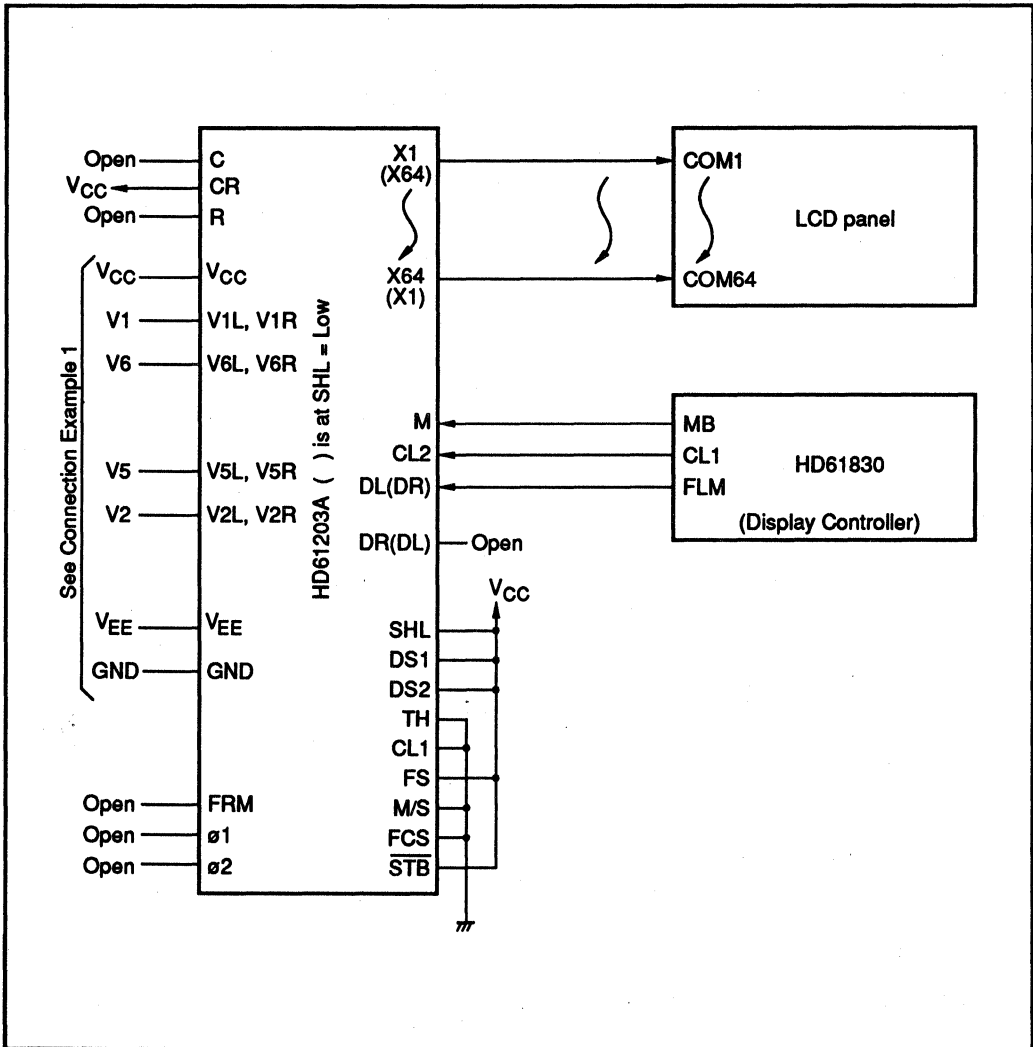 Open
C
VCC
CR
Open
R
See Connection Example 1
VCC
VCC
V1
V1L, V1R
V6
V6L, V6R
V5
V5L, V5R
V2
V2L, V2R
VEE
VEE
GND
GND
Open
FRM
Open
ø1
Open
ø2
HD61203A ( ) is at SHL = Low
X1
(X64)
X64
(X1)
M
CL2
DL(DR)
DR(DL)
Open
VCC
SHL
DS1
DS2
TH
CL1
FS
M/S
FCS
STB
COM1
LCD panel
COM64
MB
CL1
HD61830
FLM
(Display Controller)